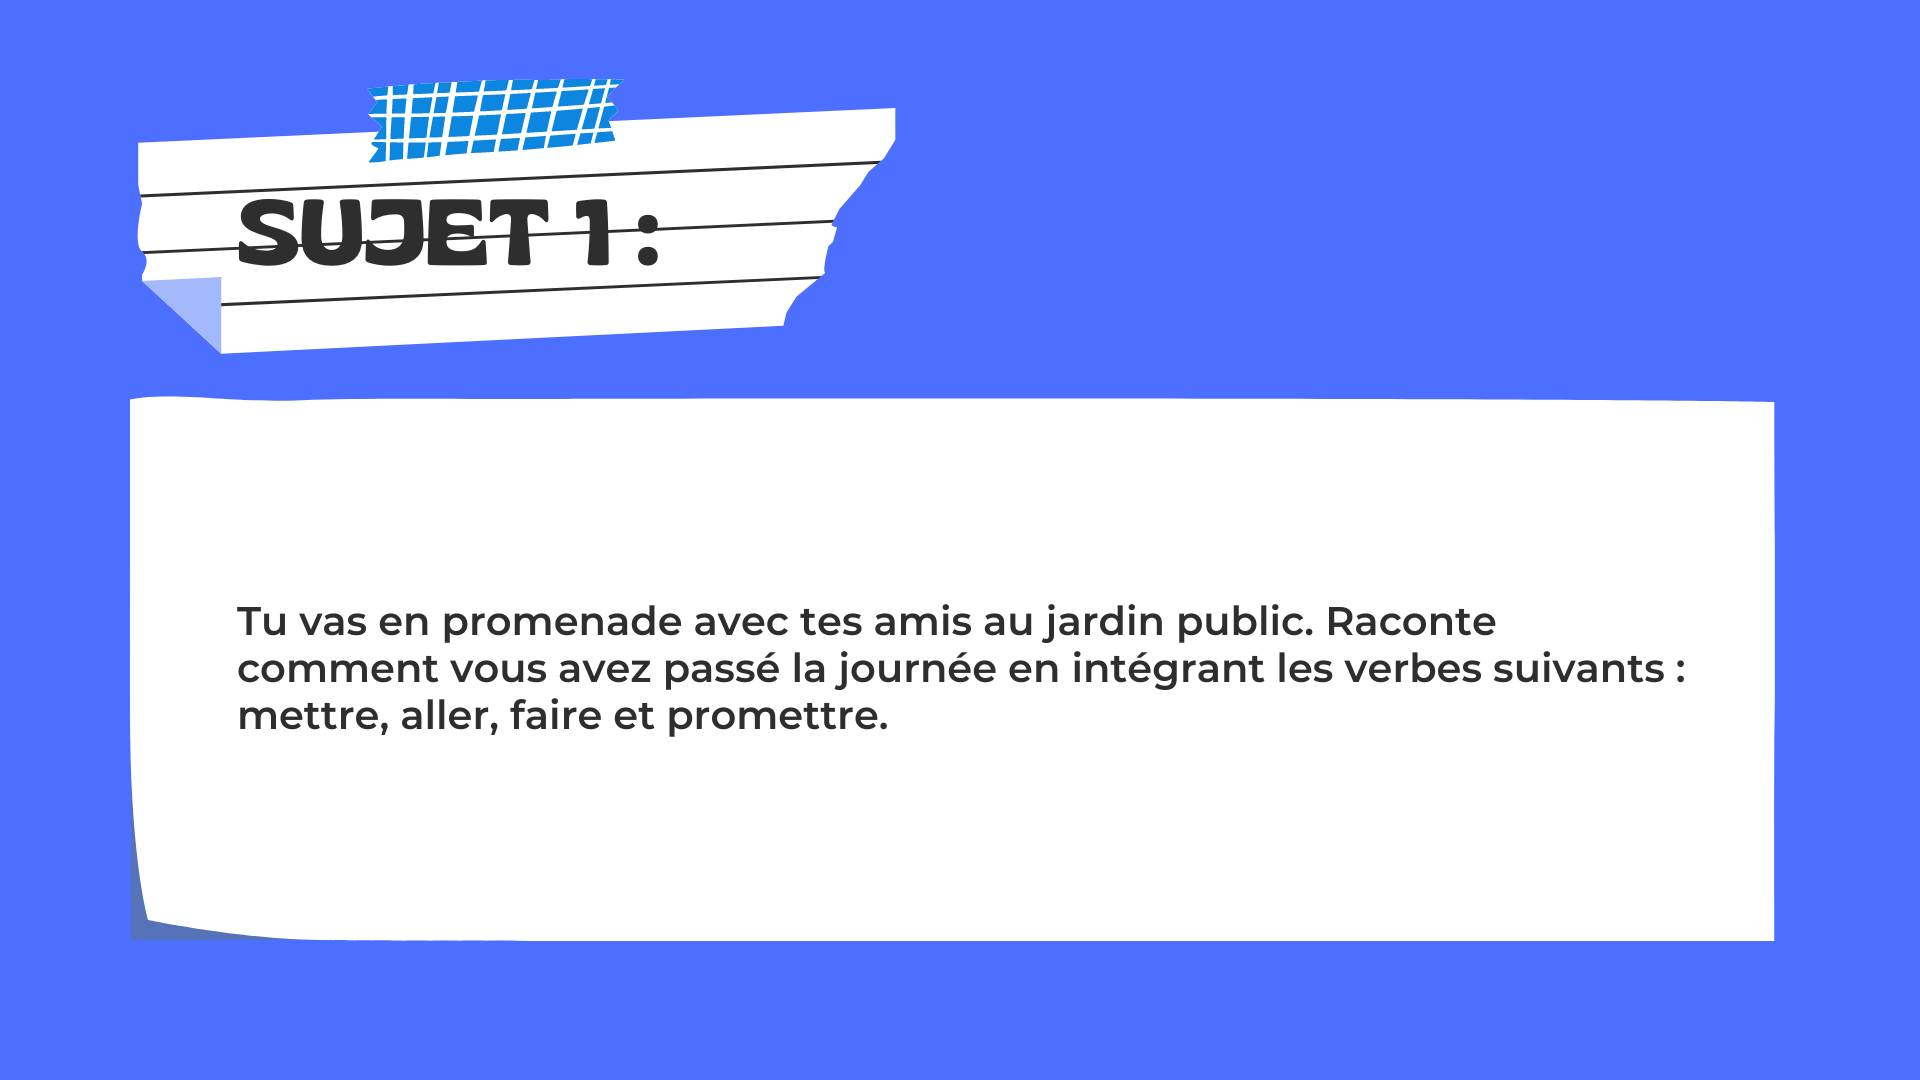 SUJET 1 :
Tu vas en promenade avec tes amis au jardin public. Raconte
comment vous avez passé la journée en intégrant les verbes suivants :
mettre, aller, faire et promettre.